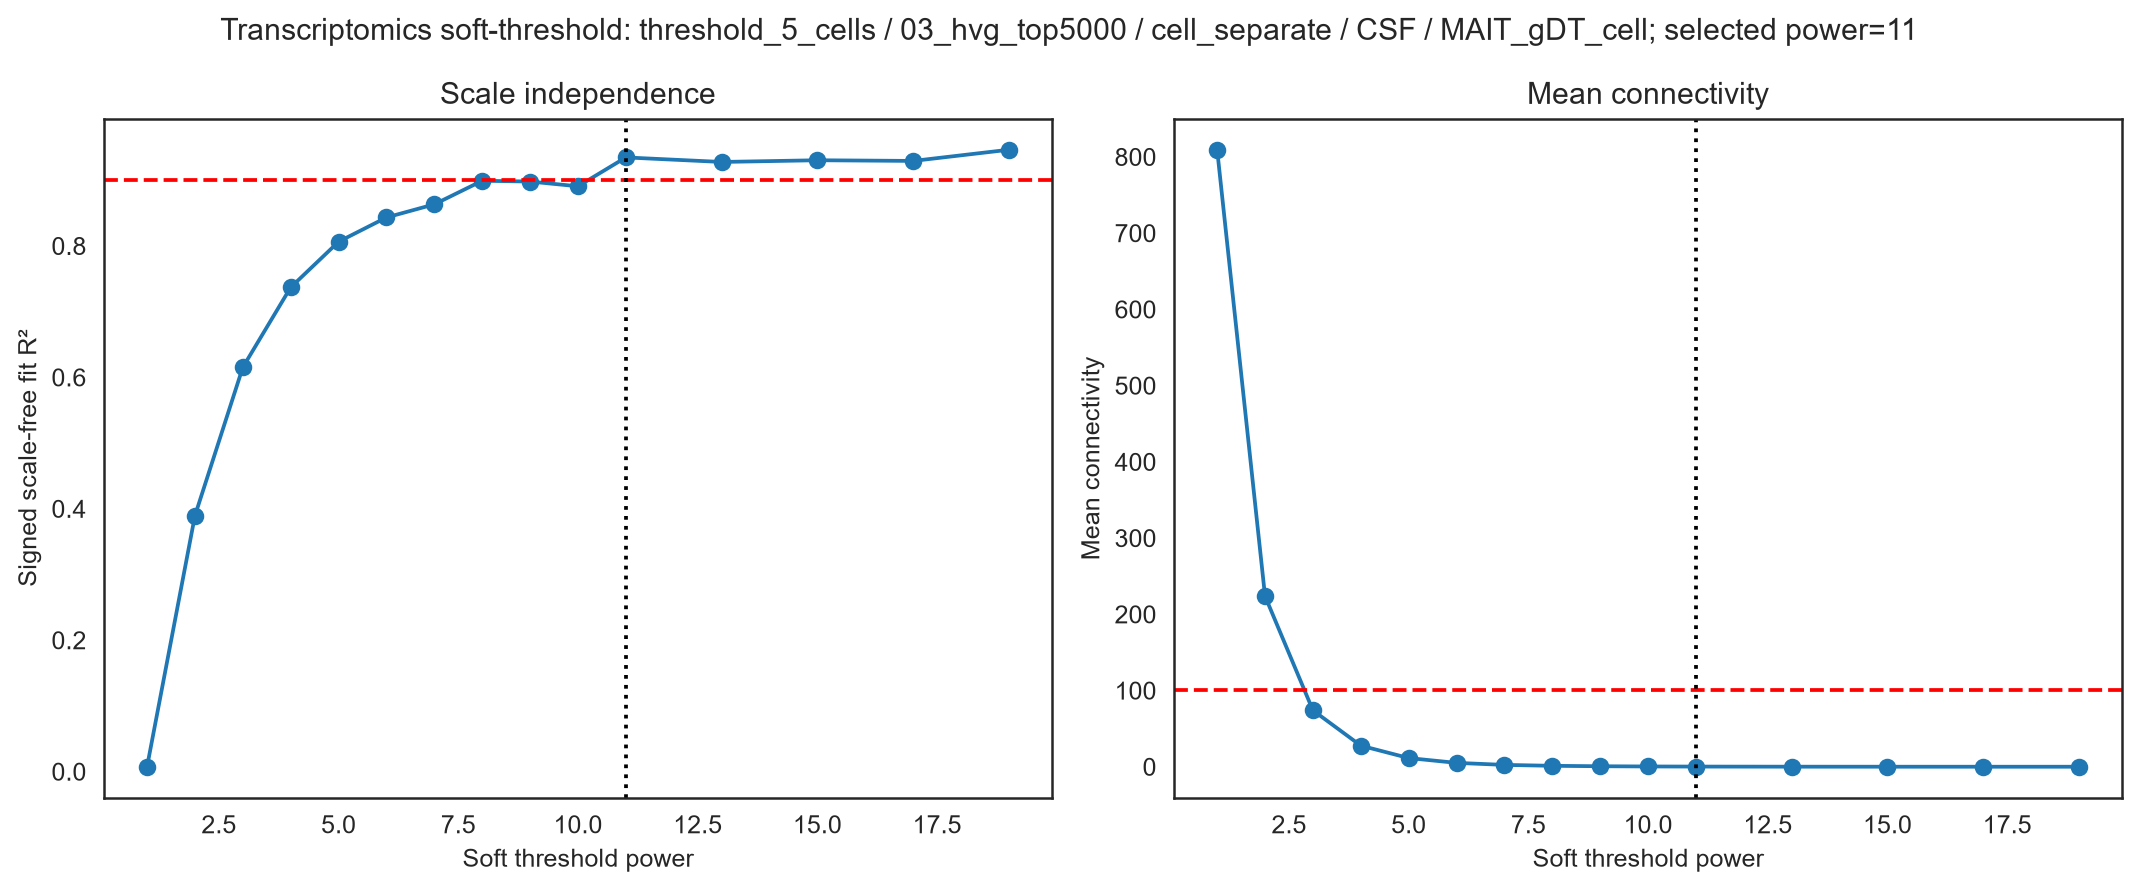 Transcriptomics soft-threshold: threshold_5_cells / 03_hvg_top5000 / cell_separate / CSF / MAIT_gDT_cell; selected power=11
Scale independence
Signed scale-free fit R²
0.8
0.6
0.4
0.2
0.0
2.5 5.0 7.5 10.0 12.5 15.0 17.5
Soft threshold power
Mean connectivity
Mean connectivity
800
700
600
500
400
300
200
100
0
2.5 5.0 7.5 10.0 12.5 15.0 17.5
Soft threshold power